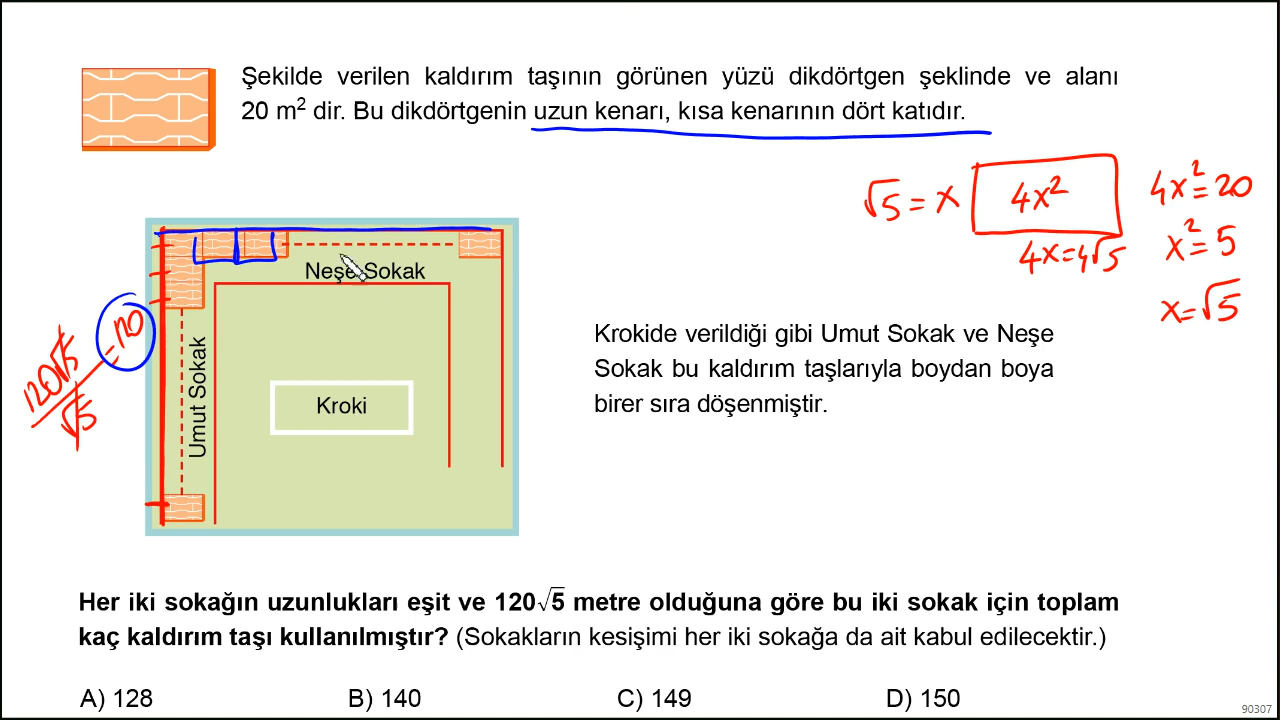 Şekilde verilen kaldırım taşının görünen yüzü dikdörtgen şeklinde ve alanı
20 m² dir. Bu dikdörtgenin uzun kenarı, kısa kenarının dört katıdır.
√5 = x
4x²
4x=4√5
4x²=20
x²=5
x=√5
Neşe Sokak
Umut Sokak
Kroki
120√5
√5
=120
Krokide verildiği gibi Umut Sokak ve Neşe
Sokak bu kaldırım taşlarıyla boydan boya
birer sıra döşenmiştir.
Her iki sokağın uzunlukları eşit ve 120√5 metre olduğuna göre bu iki sokak için toplam
kaç kaldırım taşı kullanılmıştır? (Sokakların kesişimi her iki sokağa da ait kabul edilecektir.)
A) 128 B) 140 C) 149 D) 150
90307